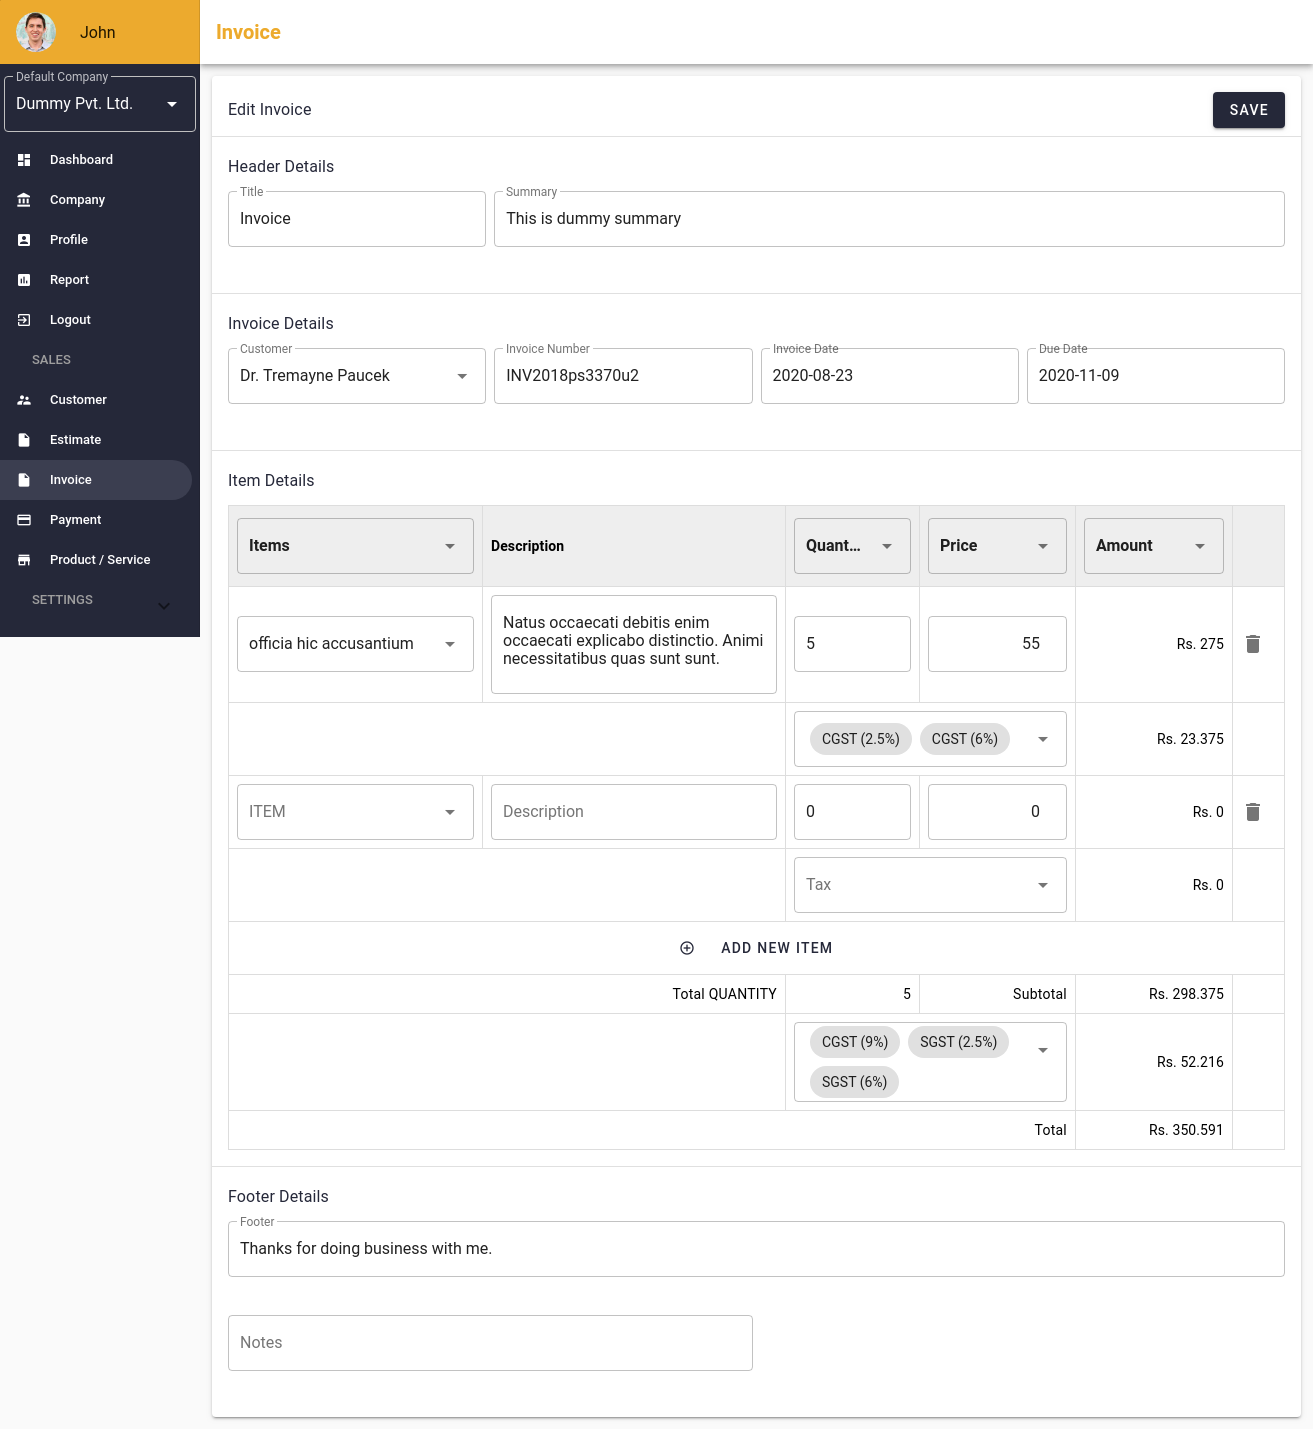 John
Invoice
Default Company
Dummy Pvt. Ltd.
Dashboard
Company
Profile
Report
Logout
SALES
Customer
Estimate
Invoice
Payment
Product / Service
SETTINGS
Edit Invoice
SAVE
Header Details
Title
Invoice
Summary
This is dummy summary
Invoice Details
Customer
Dr. Tremayne Paucek
Invoice Number
INV2018ps3370u2
Invoice Date
2020-08-23
Due Date
2020-11-09
Item Details
Items Description Quant... Price Amount
officia hic accusantium
Natus occaecati debitis enim
occaecati explicabo distinctio. Animi
necessitatibus quas sunt sunt.
5 55 Rs. 275
CGST (2.5%) CGST (6%) Rs. 23.375
ITEM Description 0 0 Rs. 0
Tax Rs. 0
ADD NEW ITEM
Total QUANTITY 5 Subtotal Rs. 298.375
CGST (9%) SGST (2.5%)
SGST (6%)
Rs. 52.216
Total Rs. 350.591
Footer Details
Footer
Thanks for doing business with me.
Notes